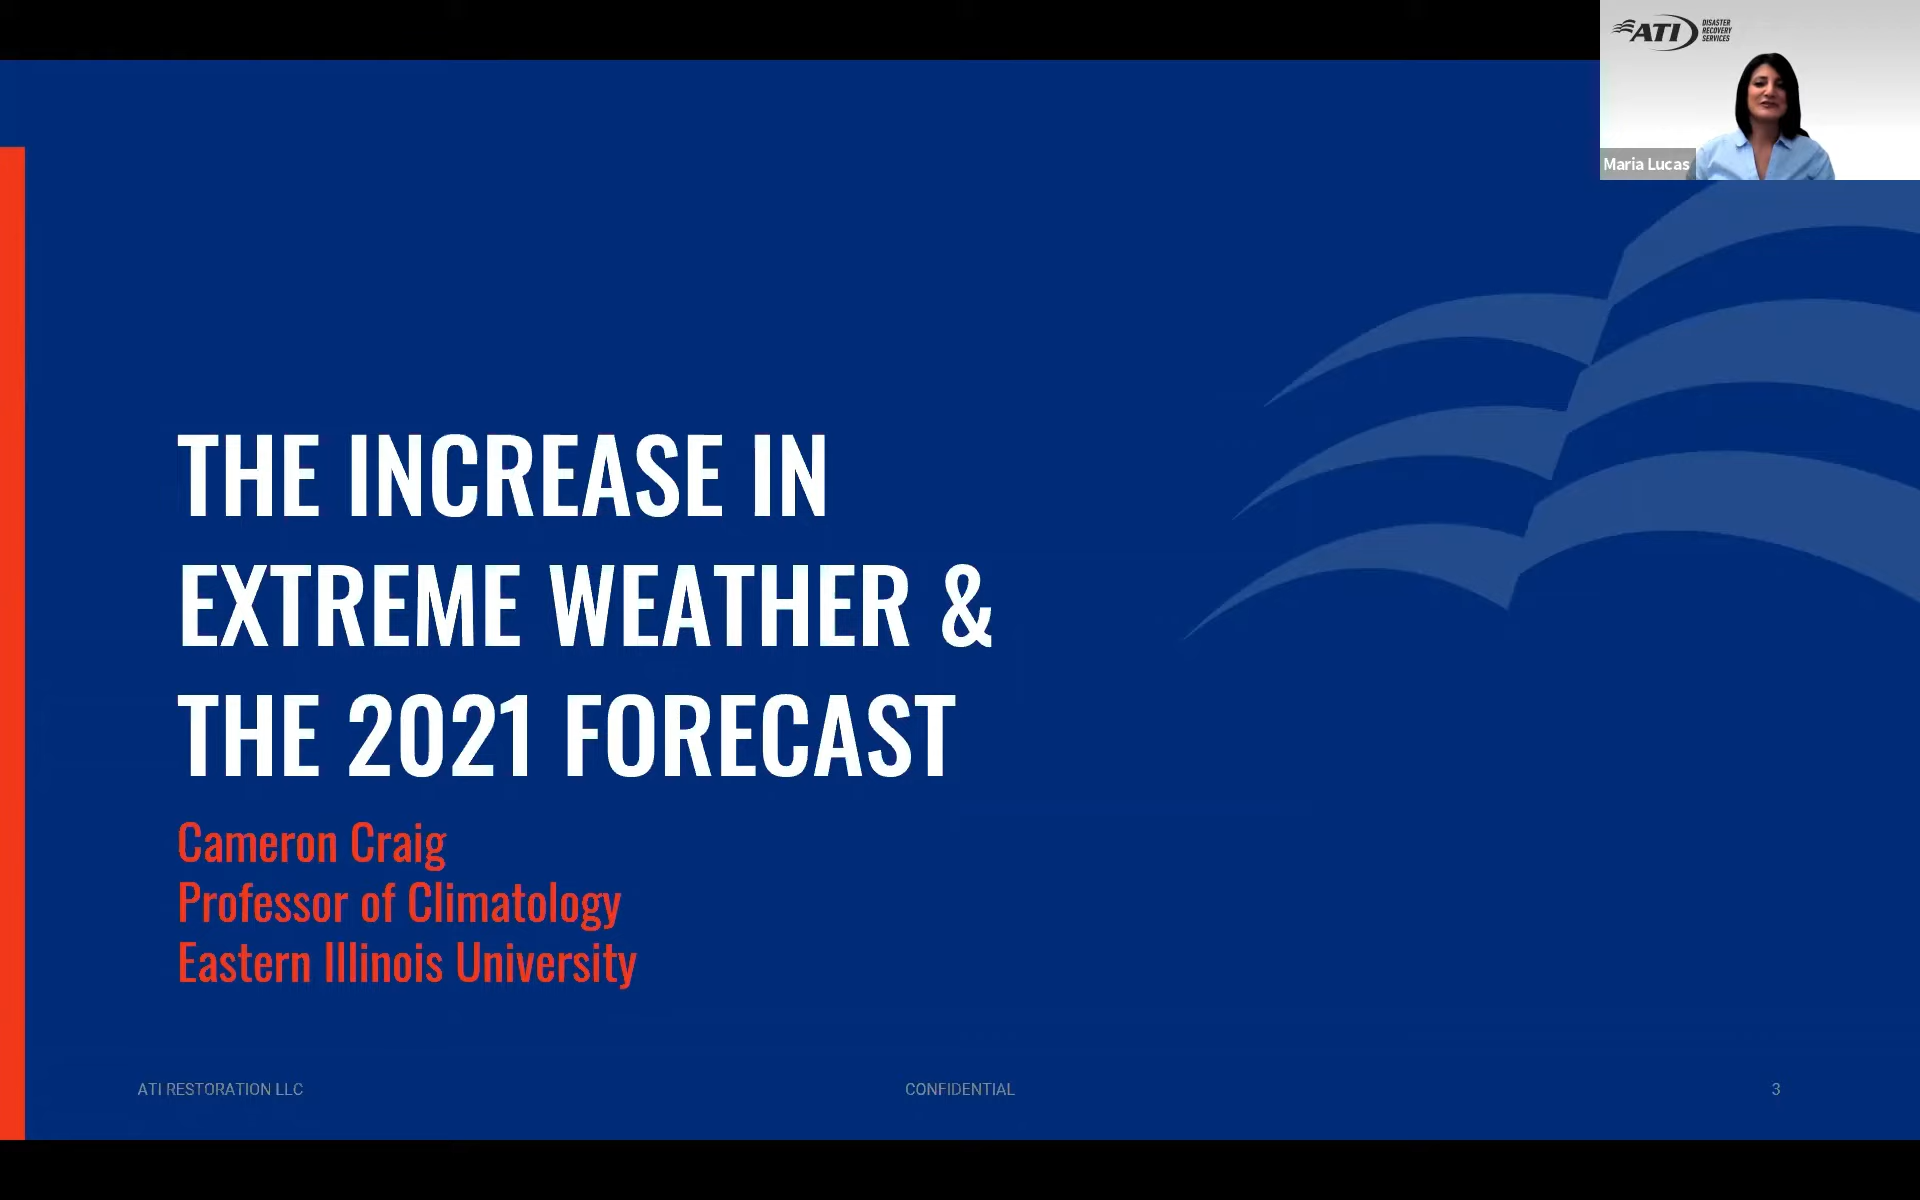 ATI
DISASTER
RECOVERY
SERVICES
Maria Lucas
THE INCREASE IN
EXTREME WEATHER &
THE 2021 FORECAST
Cameron Craig
Professor of Climatology
Eastern Illinois University
ATI RESTORATION LLC
CONFIDENTIAL
3